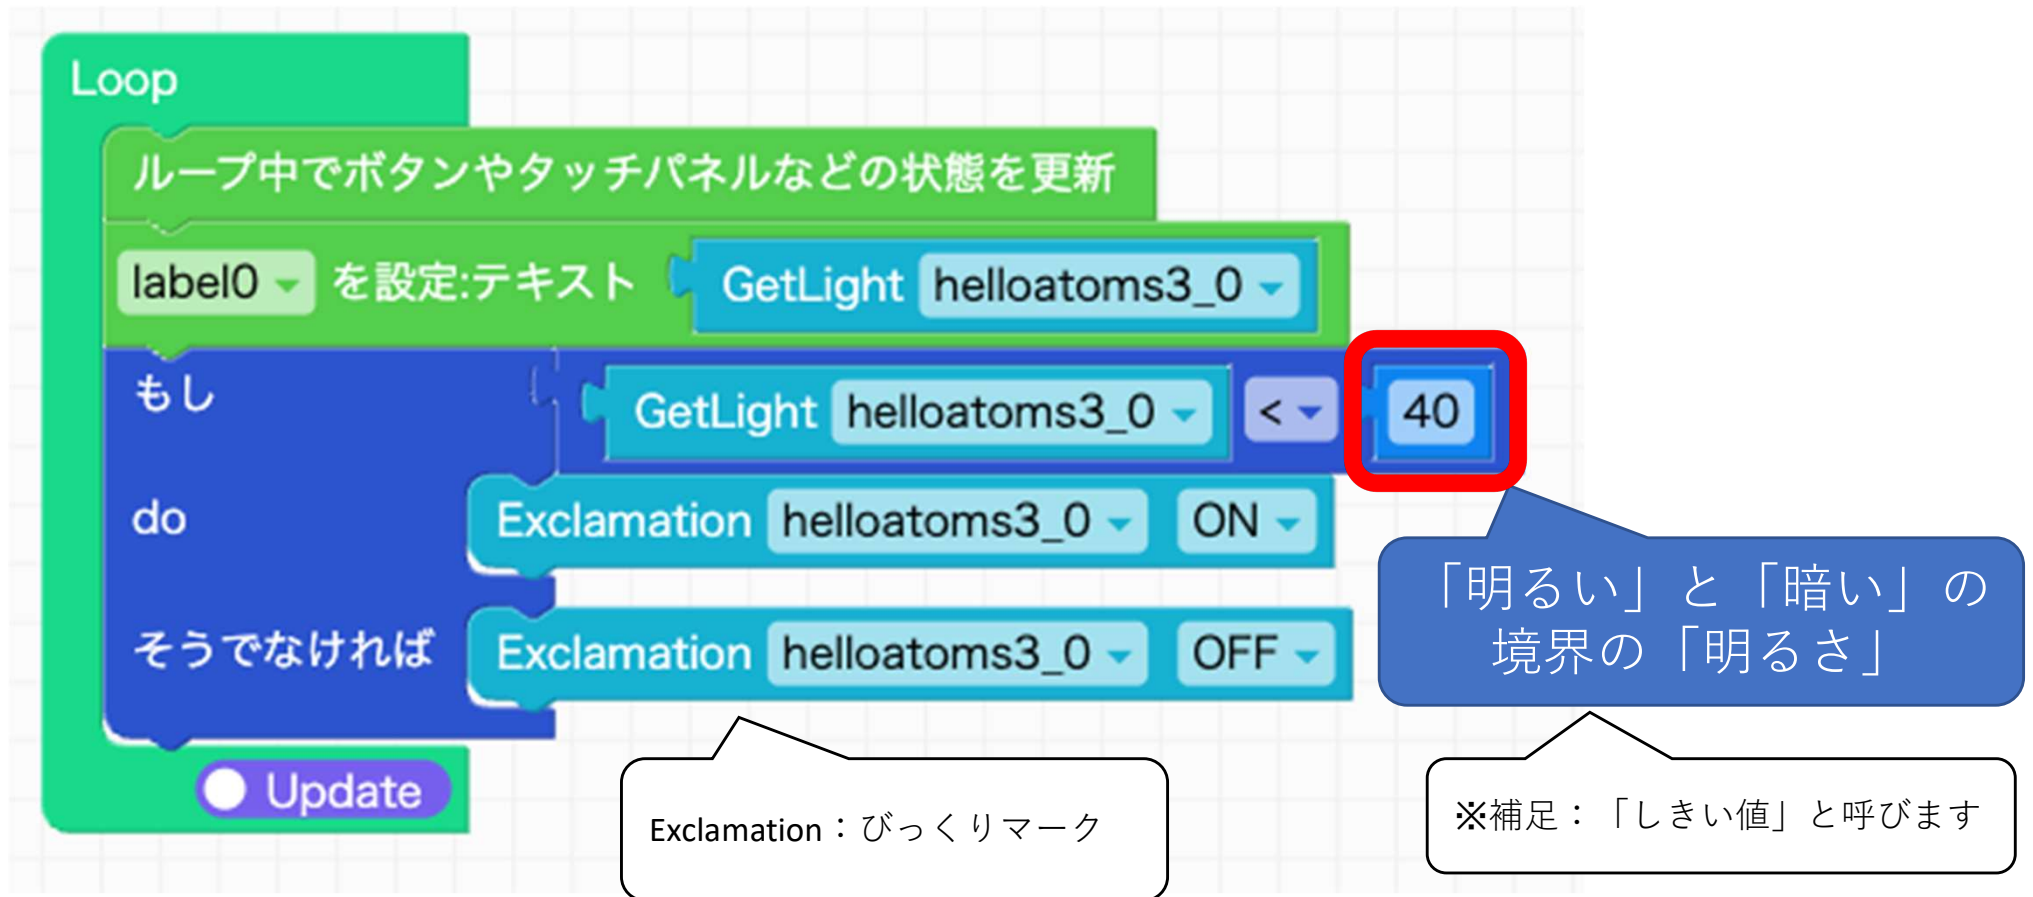 Loop
ループ中でボタンやタッチパネルなどの状態を更新
label0 を設定:テキスト GetLight helloatoms3_0
もし GetLight helloatoms3_0 < 40
do Exclamation helloatoms3_0 ON
そうでなければ Exclamation helloatoms3_0 OFF
Update
「明るい」と「暗い」の
境界の「明るさ」
Exclamation：びっくりマーク
※補足：「しきい値」と呼びます